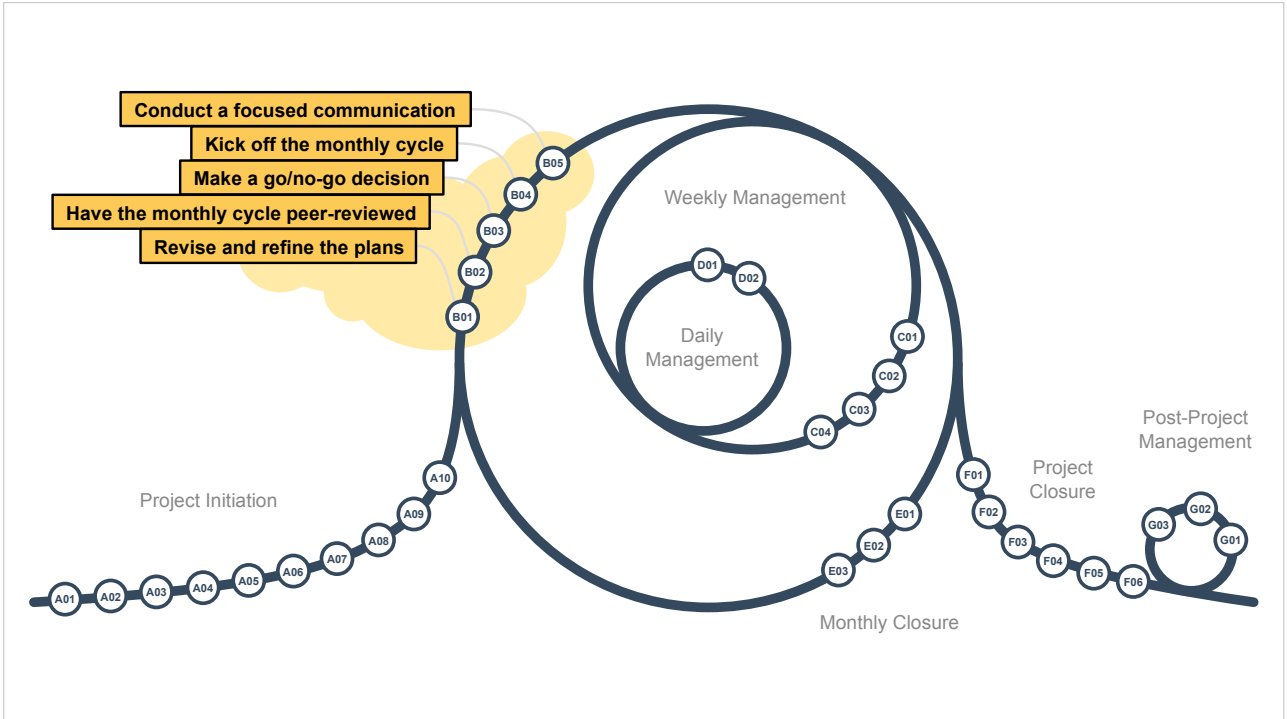 Conduct a focused communication
Kick off the monthly cycle
Make a go/no-go decision
Have the monthly cycle peer-reviewed
Revise and refine the plans
B05
B04
B03
B02
B01
Weekly Management
D01
D02
Daily
Management
C01
C02
C03
C04
Project Initiation
A01
A02
A03
A04
A05
A06
A07
A08
A09
A10
E01
E02
E03
Monthly Closure
F01
F02
F03
F04
F05
F06
Project
Closure
Post-Project
Management
G03
G02
G01